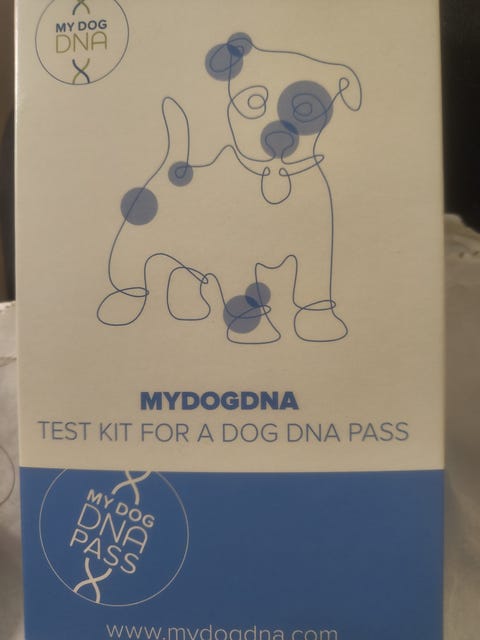 MY DOG
DNA
MYDOGDNA
TEST KIT FOR A DOG DNA PASS
MY DOG
DNA
PASS
www.mydogdna.com